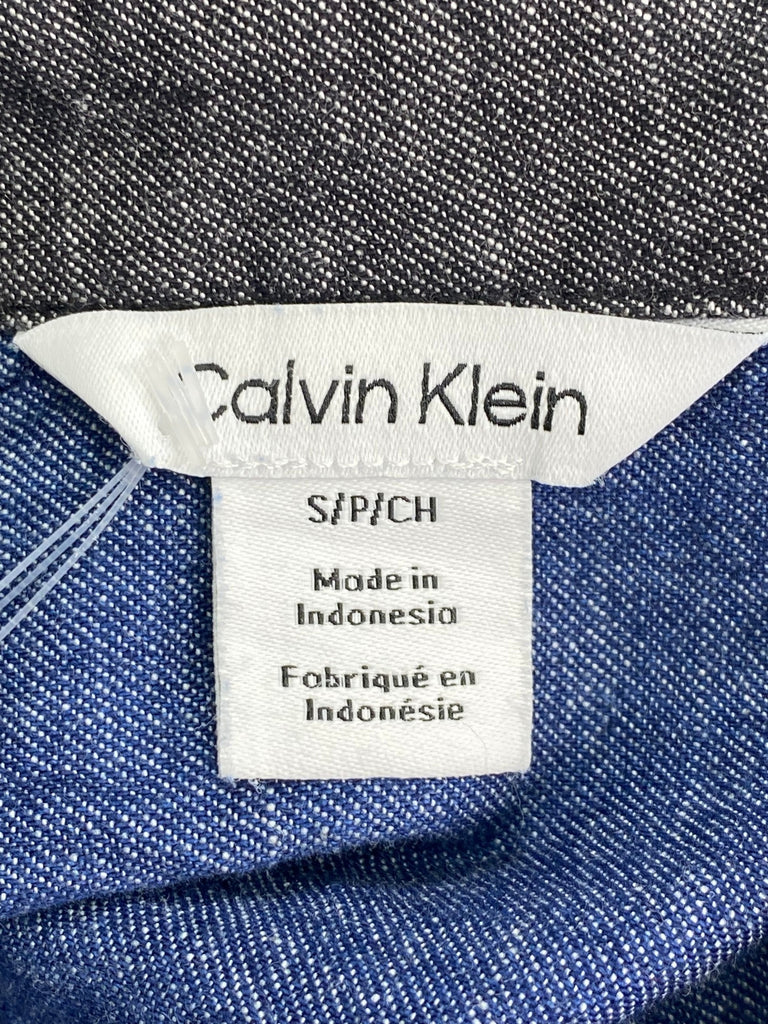 Calvin Klein
S/P/CH
Made in
Indonesia
Fabriqué en
Indonésie